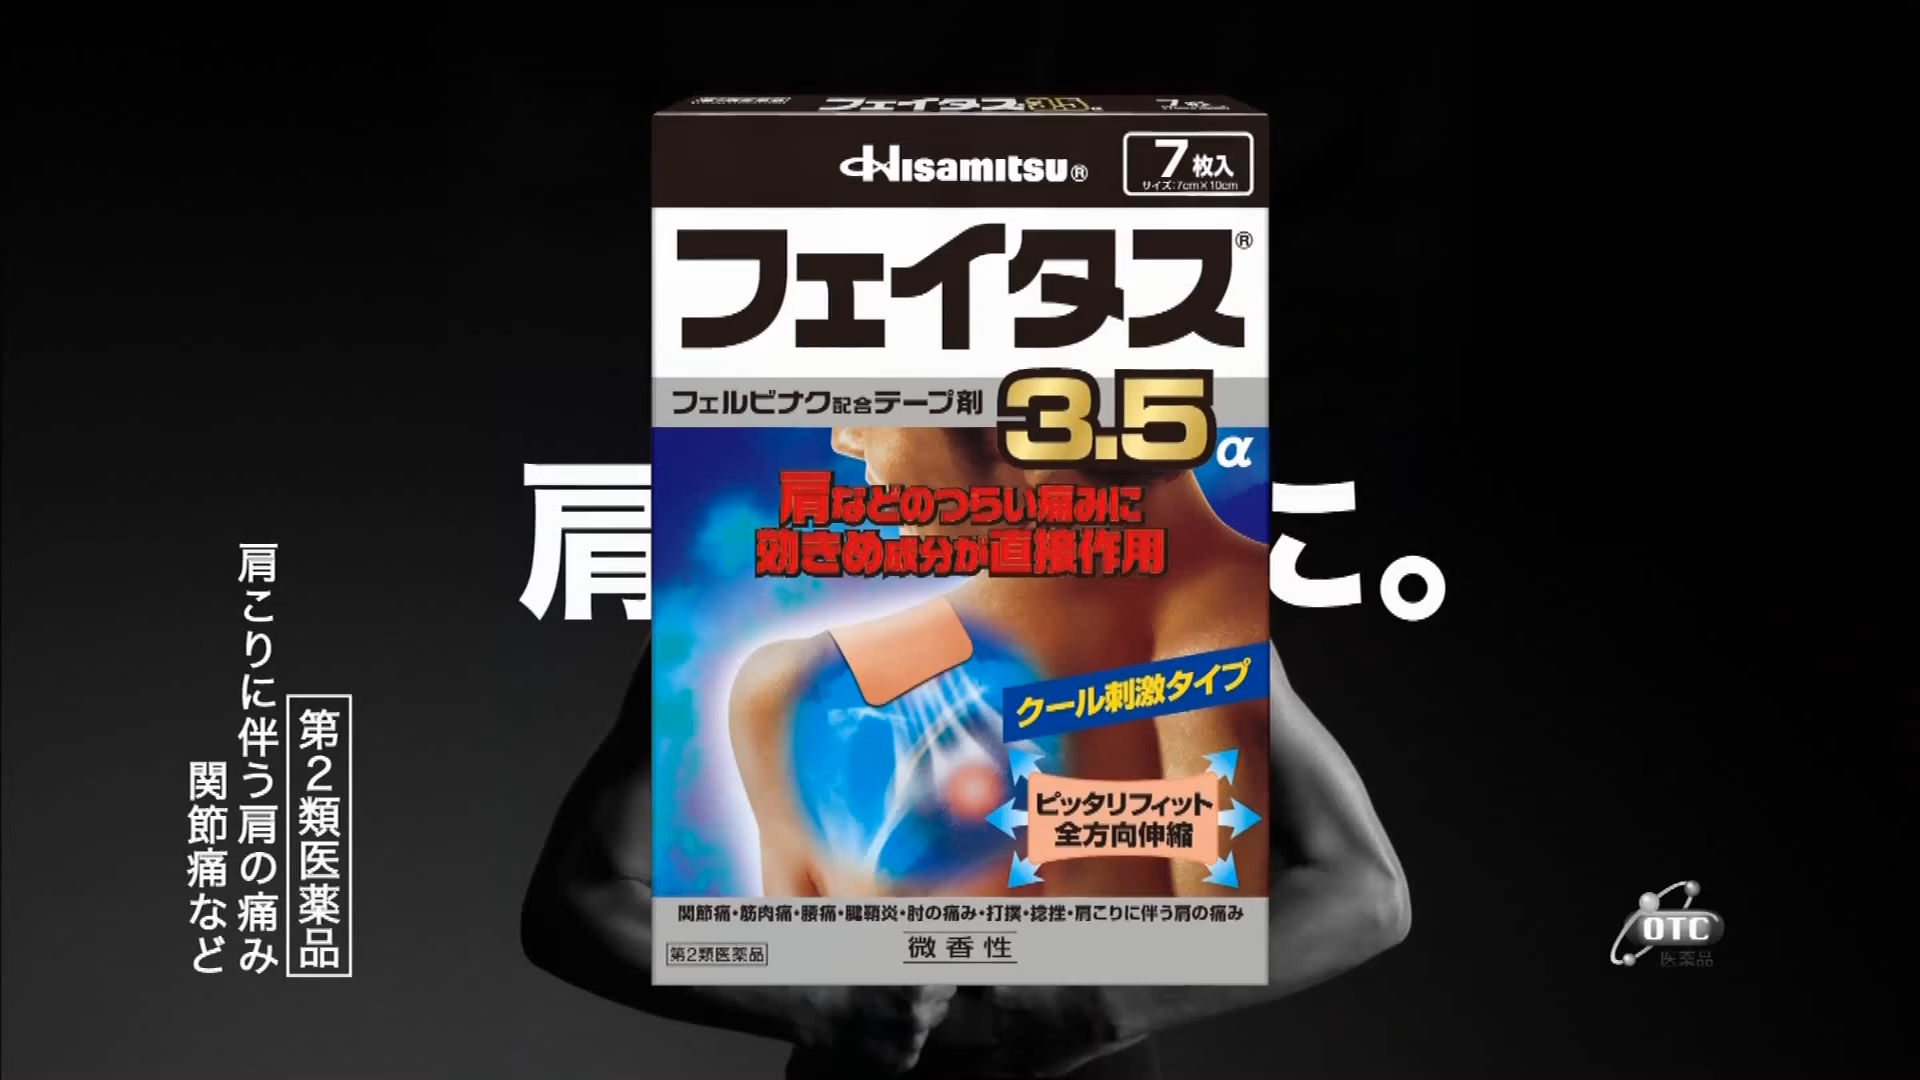 第2類医薬品 フェイタス® 3.5α 7枚
Hisamitsu®
7枚入
サイズ:7cm×10cm
フェイタス®
フェルビナク配合テープ剤
3.5α
肩などのつらい痛みに
効きめ成分が直接作用
クール刺激タイプ
ピッタリフィット
全方向伸縮
関節痛・筋肉痛・腰痛・腱鞘炎・肘の痛み・打撲・捻挫・肩こりに伴う肩の痛み
微香性
第2類医薬品
肩
に。
第2類医薬品
肩こりに伴う肩の痛み
関節痛など
OTC
医薬品